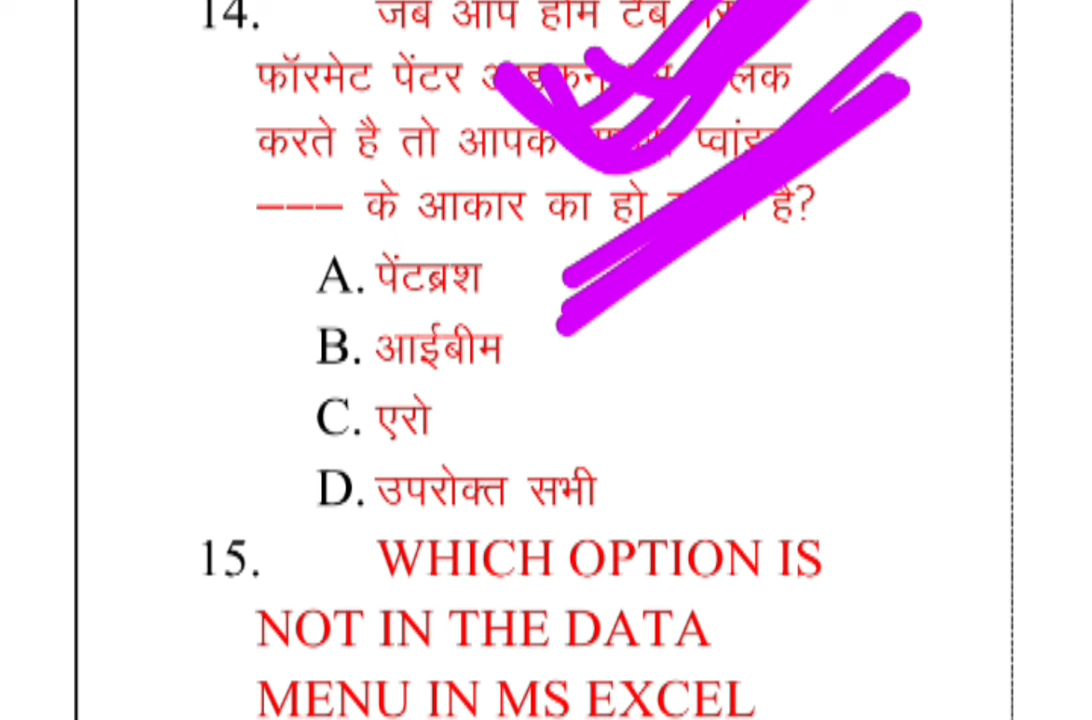 14. जब आप होम टेब
फॉरमेट पेंटर
करते है तो आपके
——— के आकार का हो है?
A. पेंटब्रश
B. आईबीम
C. एरो
D. उपरोक्त सभी
15. WHICH OPTION IS
NOT IN THE DATA
MENU IN MS EXCEL